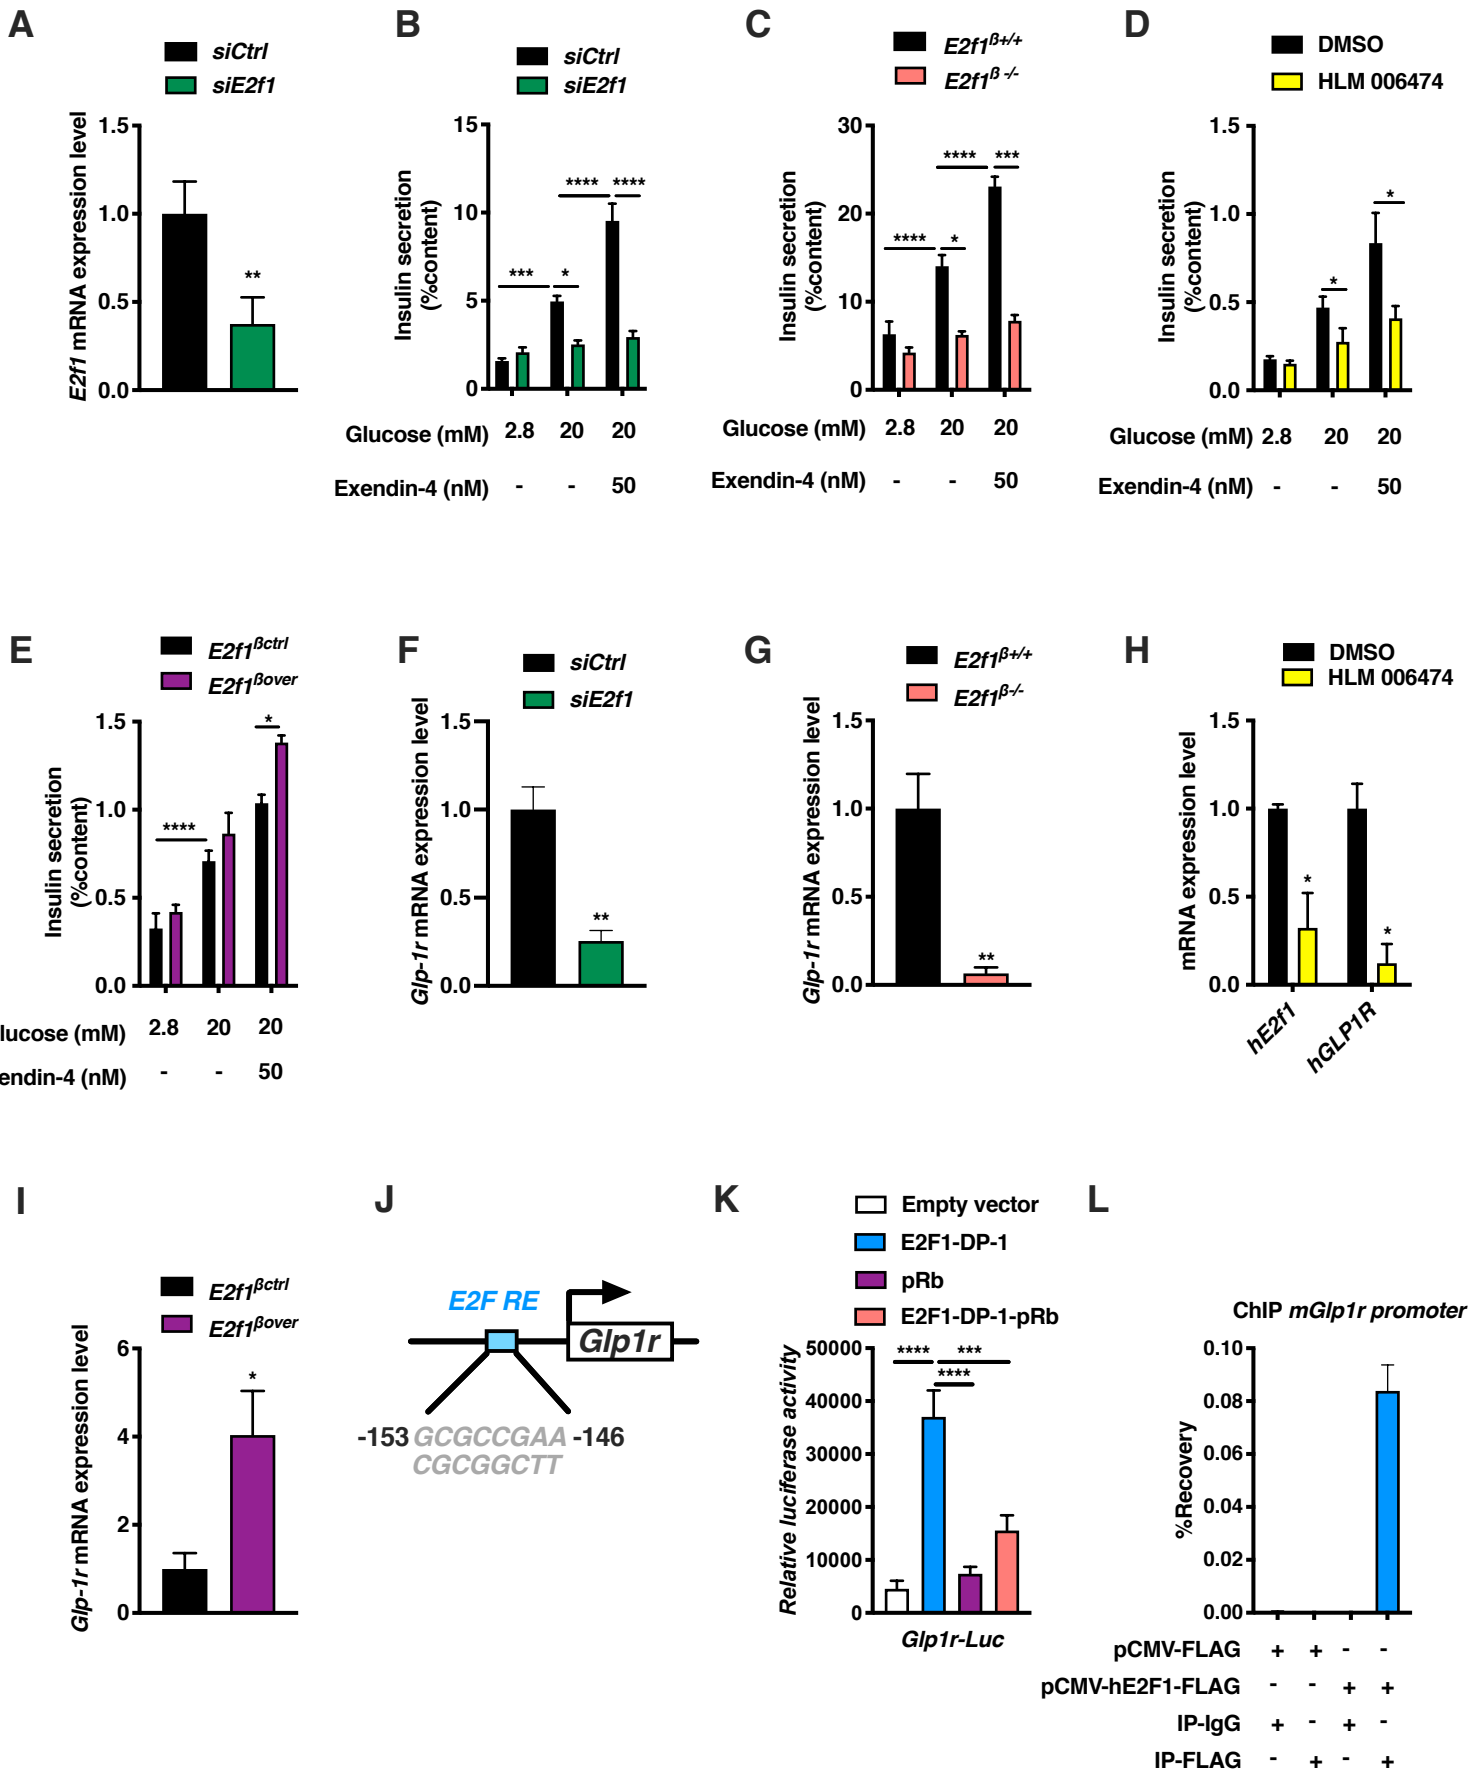 A
siCtrl
siE2f1
E2f1 mRNA expression level
1.5
1.0
0.5
0.0
**
B
siCtrl
siE2f1
Insulin secretion
(%content)
15
10
5
0
*** * **** ****
Glucose (mM) 2.8 20 20
Exendin-4 (nM) - - 50
C
E2f1ß+/+
E2f1ß -/-
Insulin secretion
(%content)
30
20
10
0
**** * **** ***
Glucose (mM) 2.8 20 20
Exendin-4 (nM) - - 50
D
DMSO
HLM 006474
Insulin secretion
(%content)
1.5
1.0
0.5
0.0
* *
Glucose (mM) 2.8 20 20
Exendin-4 (nM) - - 50
E
E2f1ßctrl
E2f1ßover
Insulin secretion
(%content)
1.5
1.0
0.5
0.0
**** *
lucose (mM) 2.8 20 20
endin-4 (nM) - - 50
F
siCtrl
siE2f1
Glp-1r mRNA expression level
1.5
1.0
0.5
0.0
**
G
E2f1ß+/+
E2f1ß-/-
Glp-1r mRNA expression level
1.5
1.0
0.5
0.0
**
H
DMSO
HLM 006474
mRNA expression level
1.5
1.0
0.5
0.0
* *
hE2f1 hGLP1R
I
E2f1ßctrl
E2f1ßover
Glp-1r mRNA expression level
6
4
2
0
*
J
E2F RE
Glp1r
-153 GCGCCGAA -146
CGCGGCTT
K
Empty vector
E2F1-DP-1
pRb
E2F1-DP-1-pRb
Relative luciferase activity
50000
40000
30000
20000
10000
0
**** ***
****
Glp1r-Luc
L
ChIP mGlp1r promoter
%Recovery
0.10
0.08
0.06
0.04
0.02
0.00
pCMV-FLAG + + - -
pCMV-hE2F1-FLAG - - + +
IP-IgG + - + -
IP-FLAG - + - +